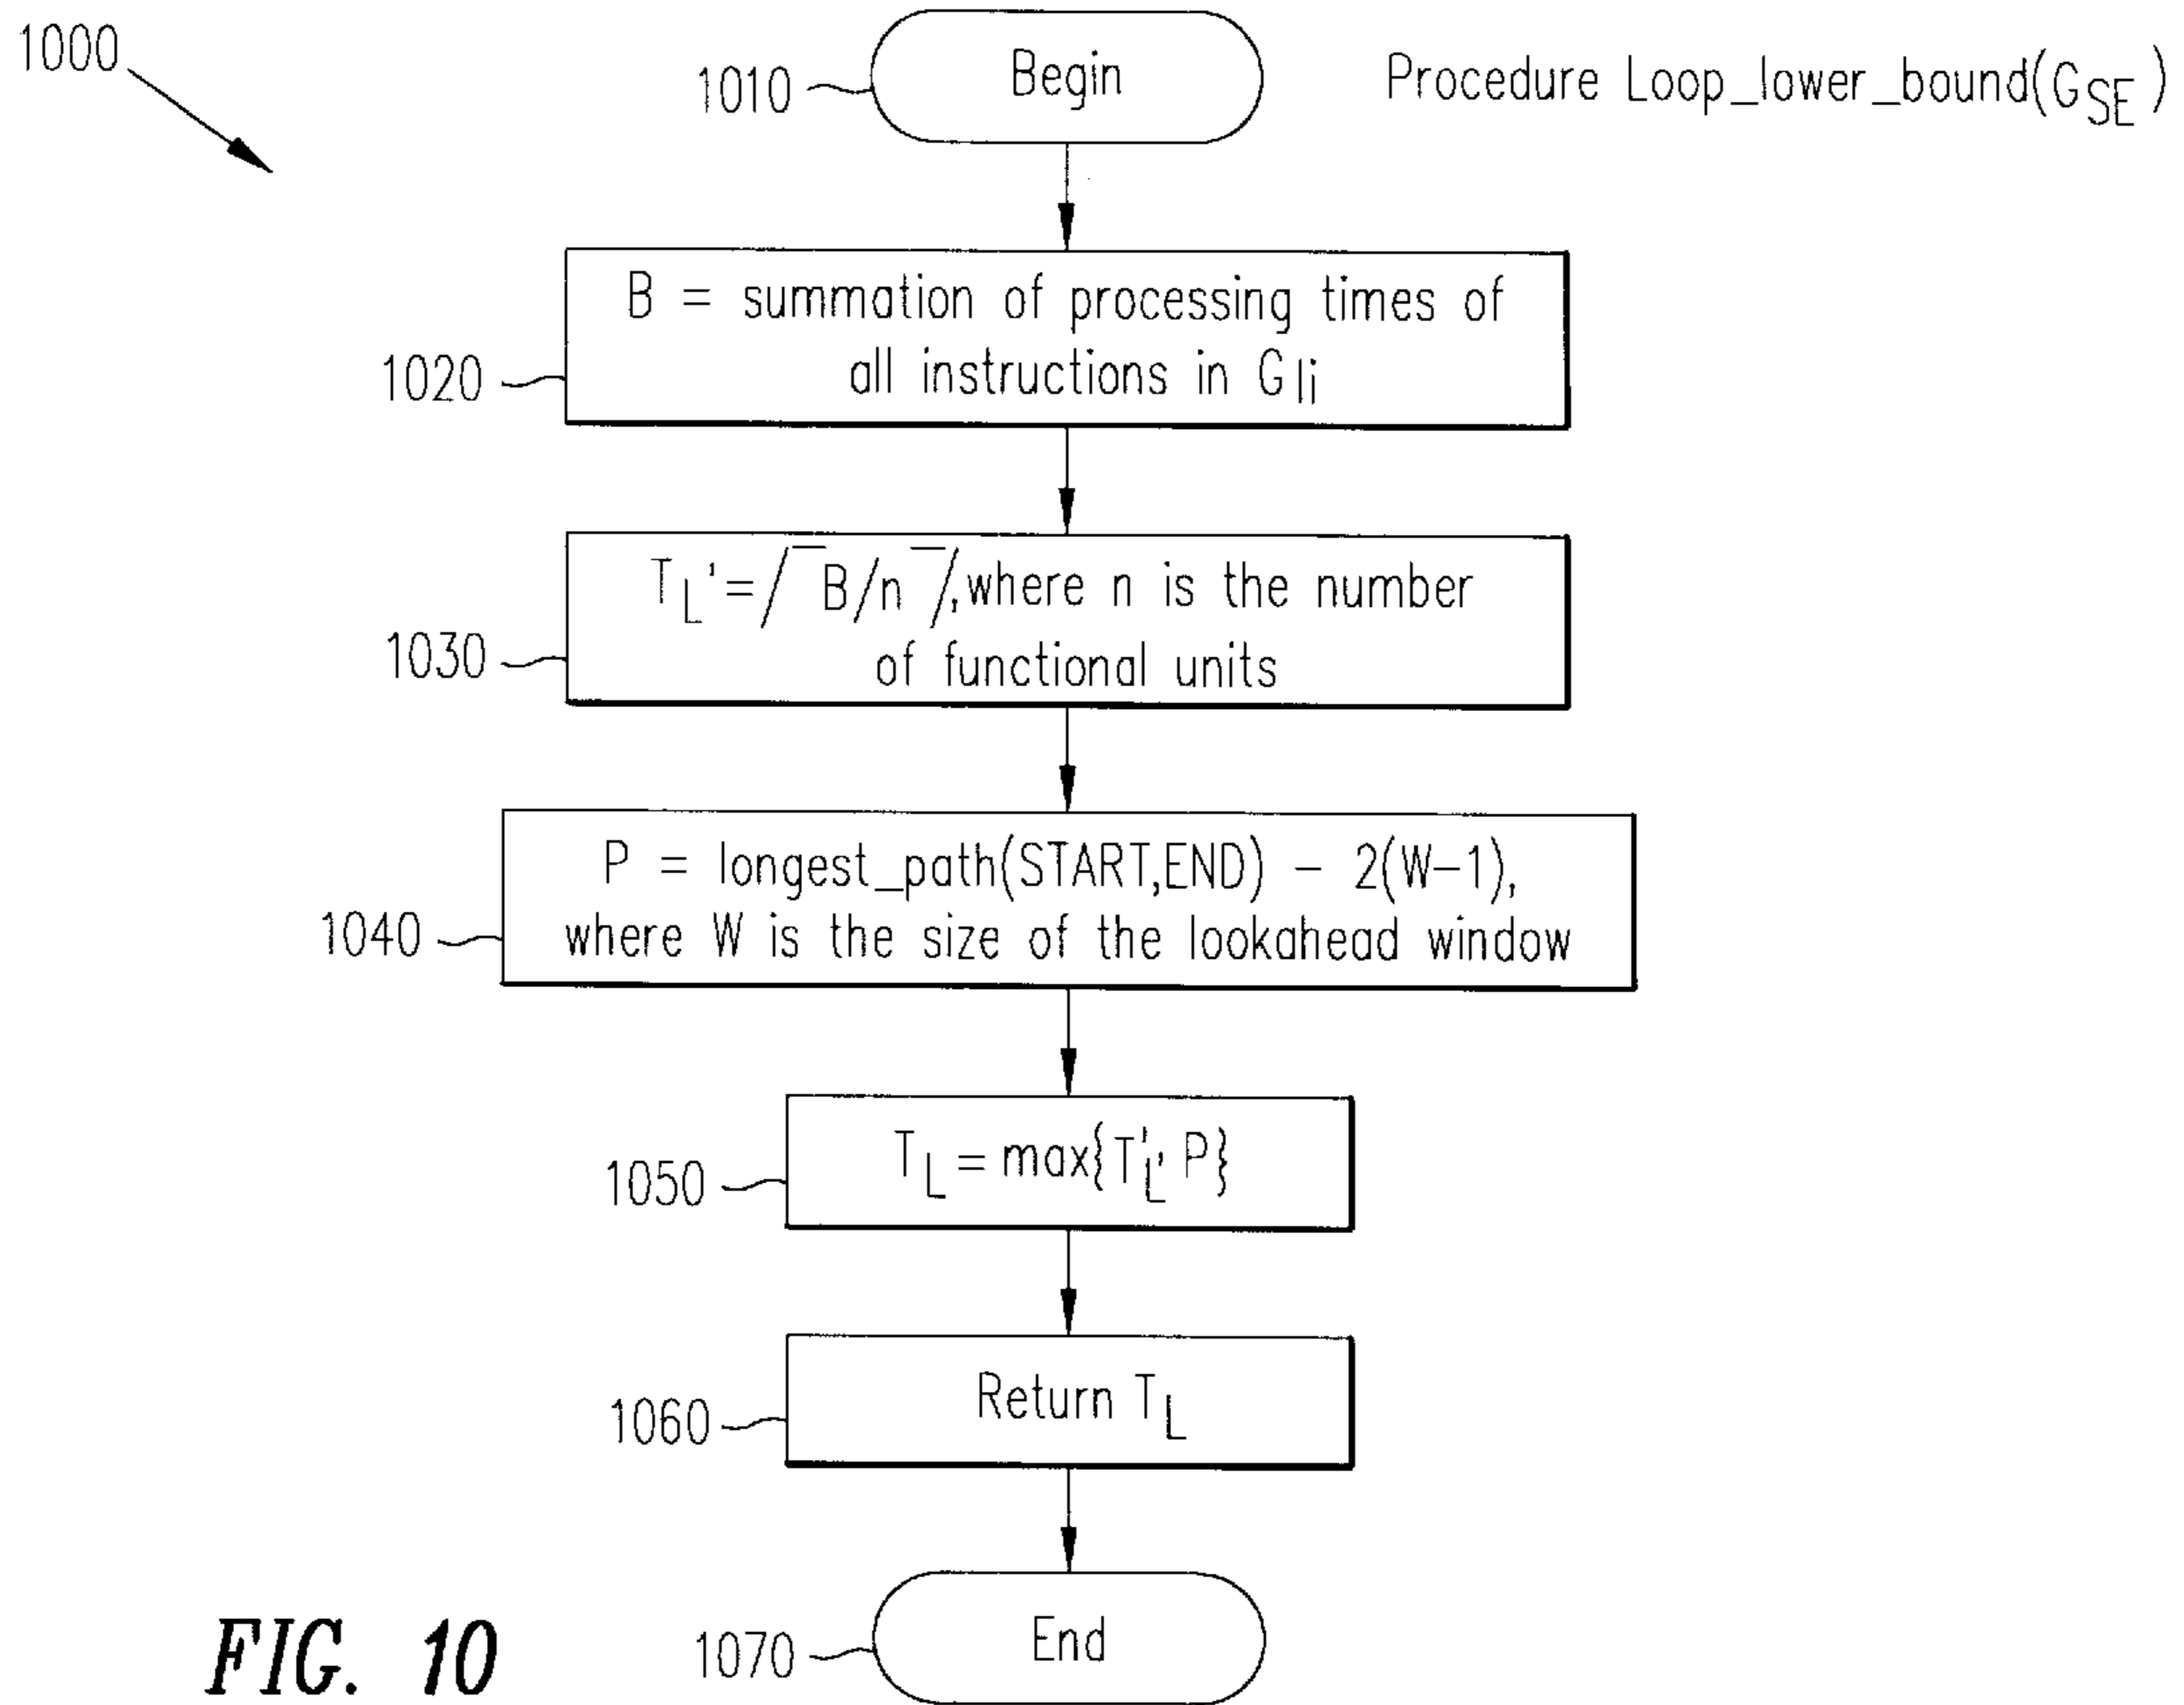 1000
1010
Begin
Procedure Loop_lower_bound(G_SE)
B = summation of processing times of
all instructions in G_li
1020
T_L' = /‾ B/n ‾/, where n is the number
of functional units
1030
P = longest_path(START,END) – 2(W–1),
where W is the size of the lookahead window
1040
T_L = max{T'_L, P}
1050
Return T_L
1060
End
1070
FIG. 10